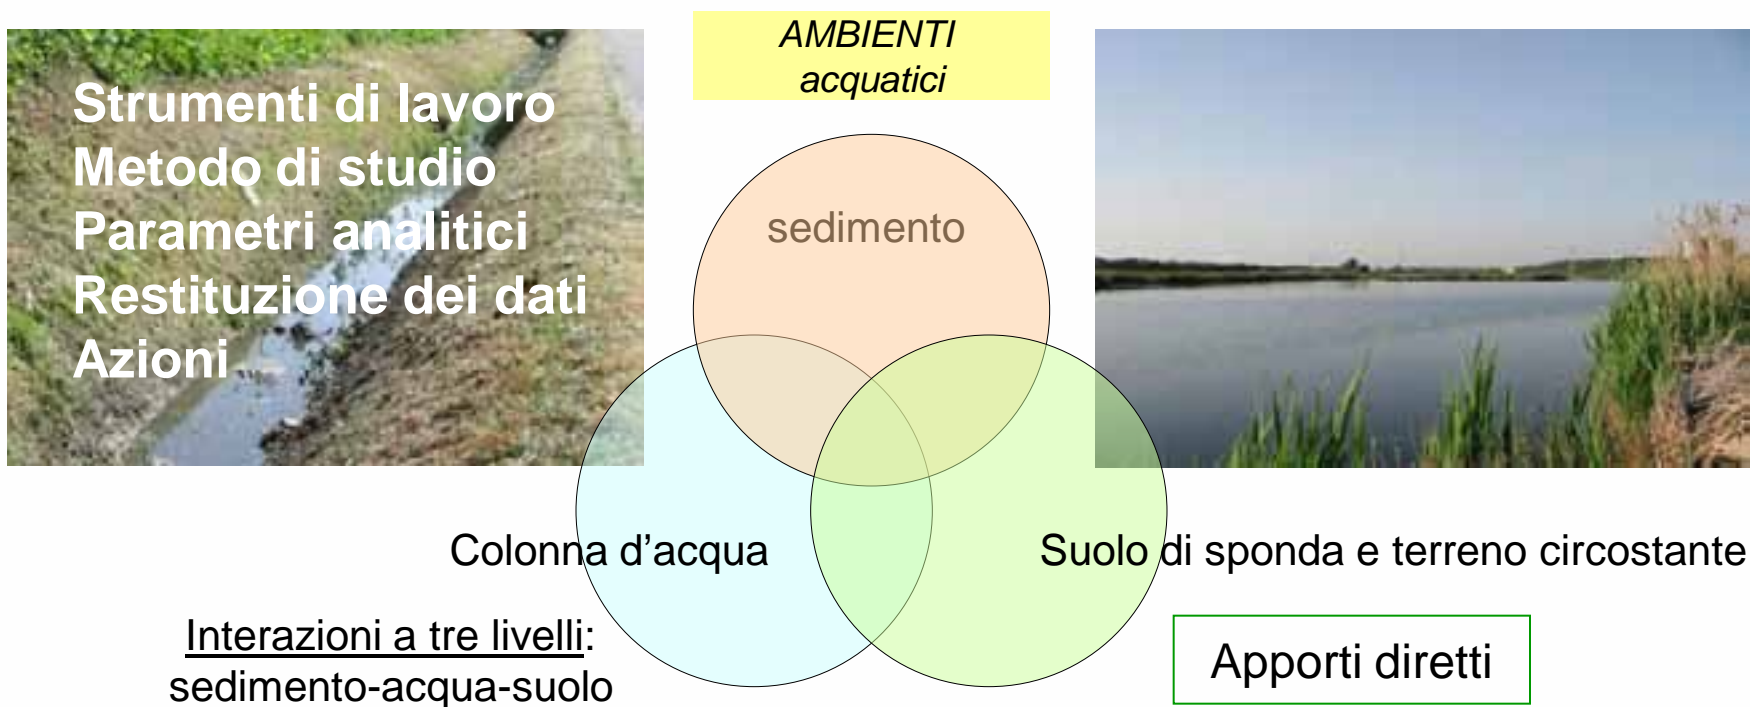 AMBIENTI
acquatici
Strumenti di lavoro
Metodo di studio
Parametri analitici
Restituzione dei dati
Azioni
sedimento
Colonna d’acqua
Suolo di sponda e terreno circostante
Interazioni a tre livelli:
sedimento-acqua-suolo
Apporti diretti